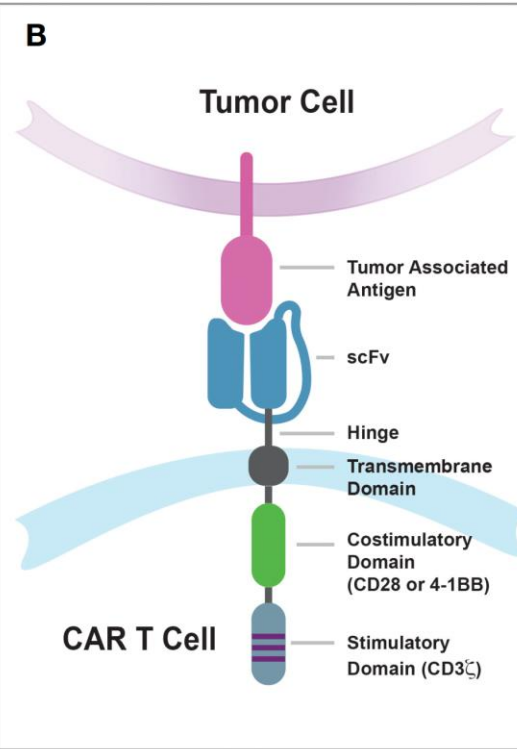 B
Tumor Cell
Tumor Associated
Antigen
scFv
Hinge
Transmembrane
Domain
Costimulatory
Domain
(CD28 or 4-1BB)
CAR T Cell
Stimulatory
Domain (CD3ζ)